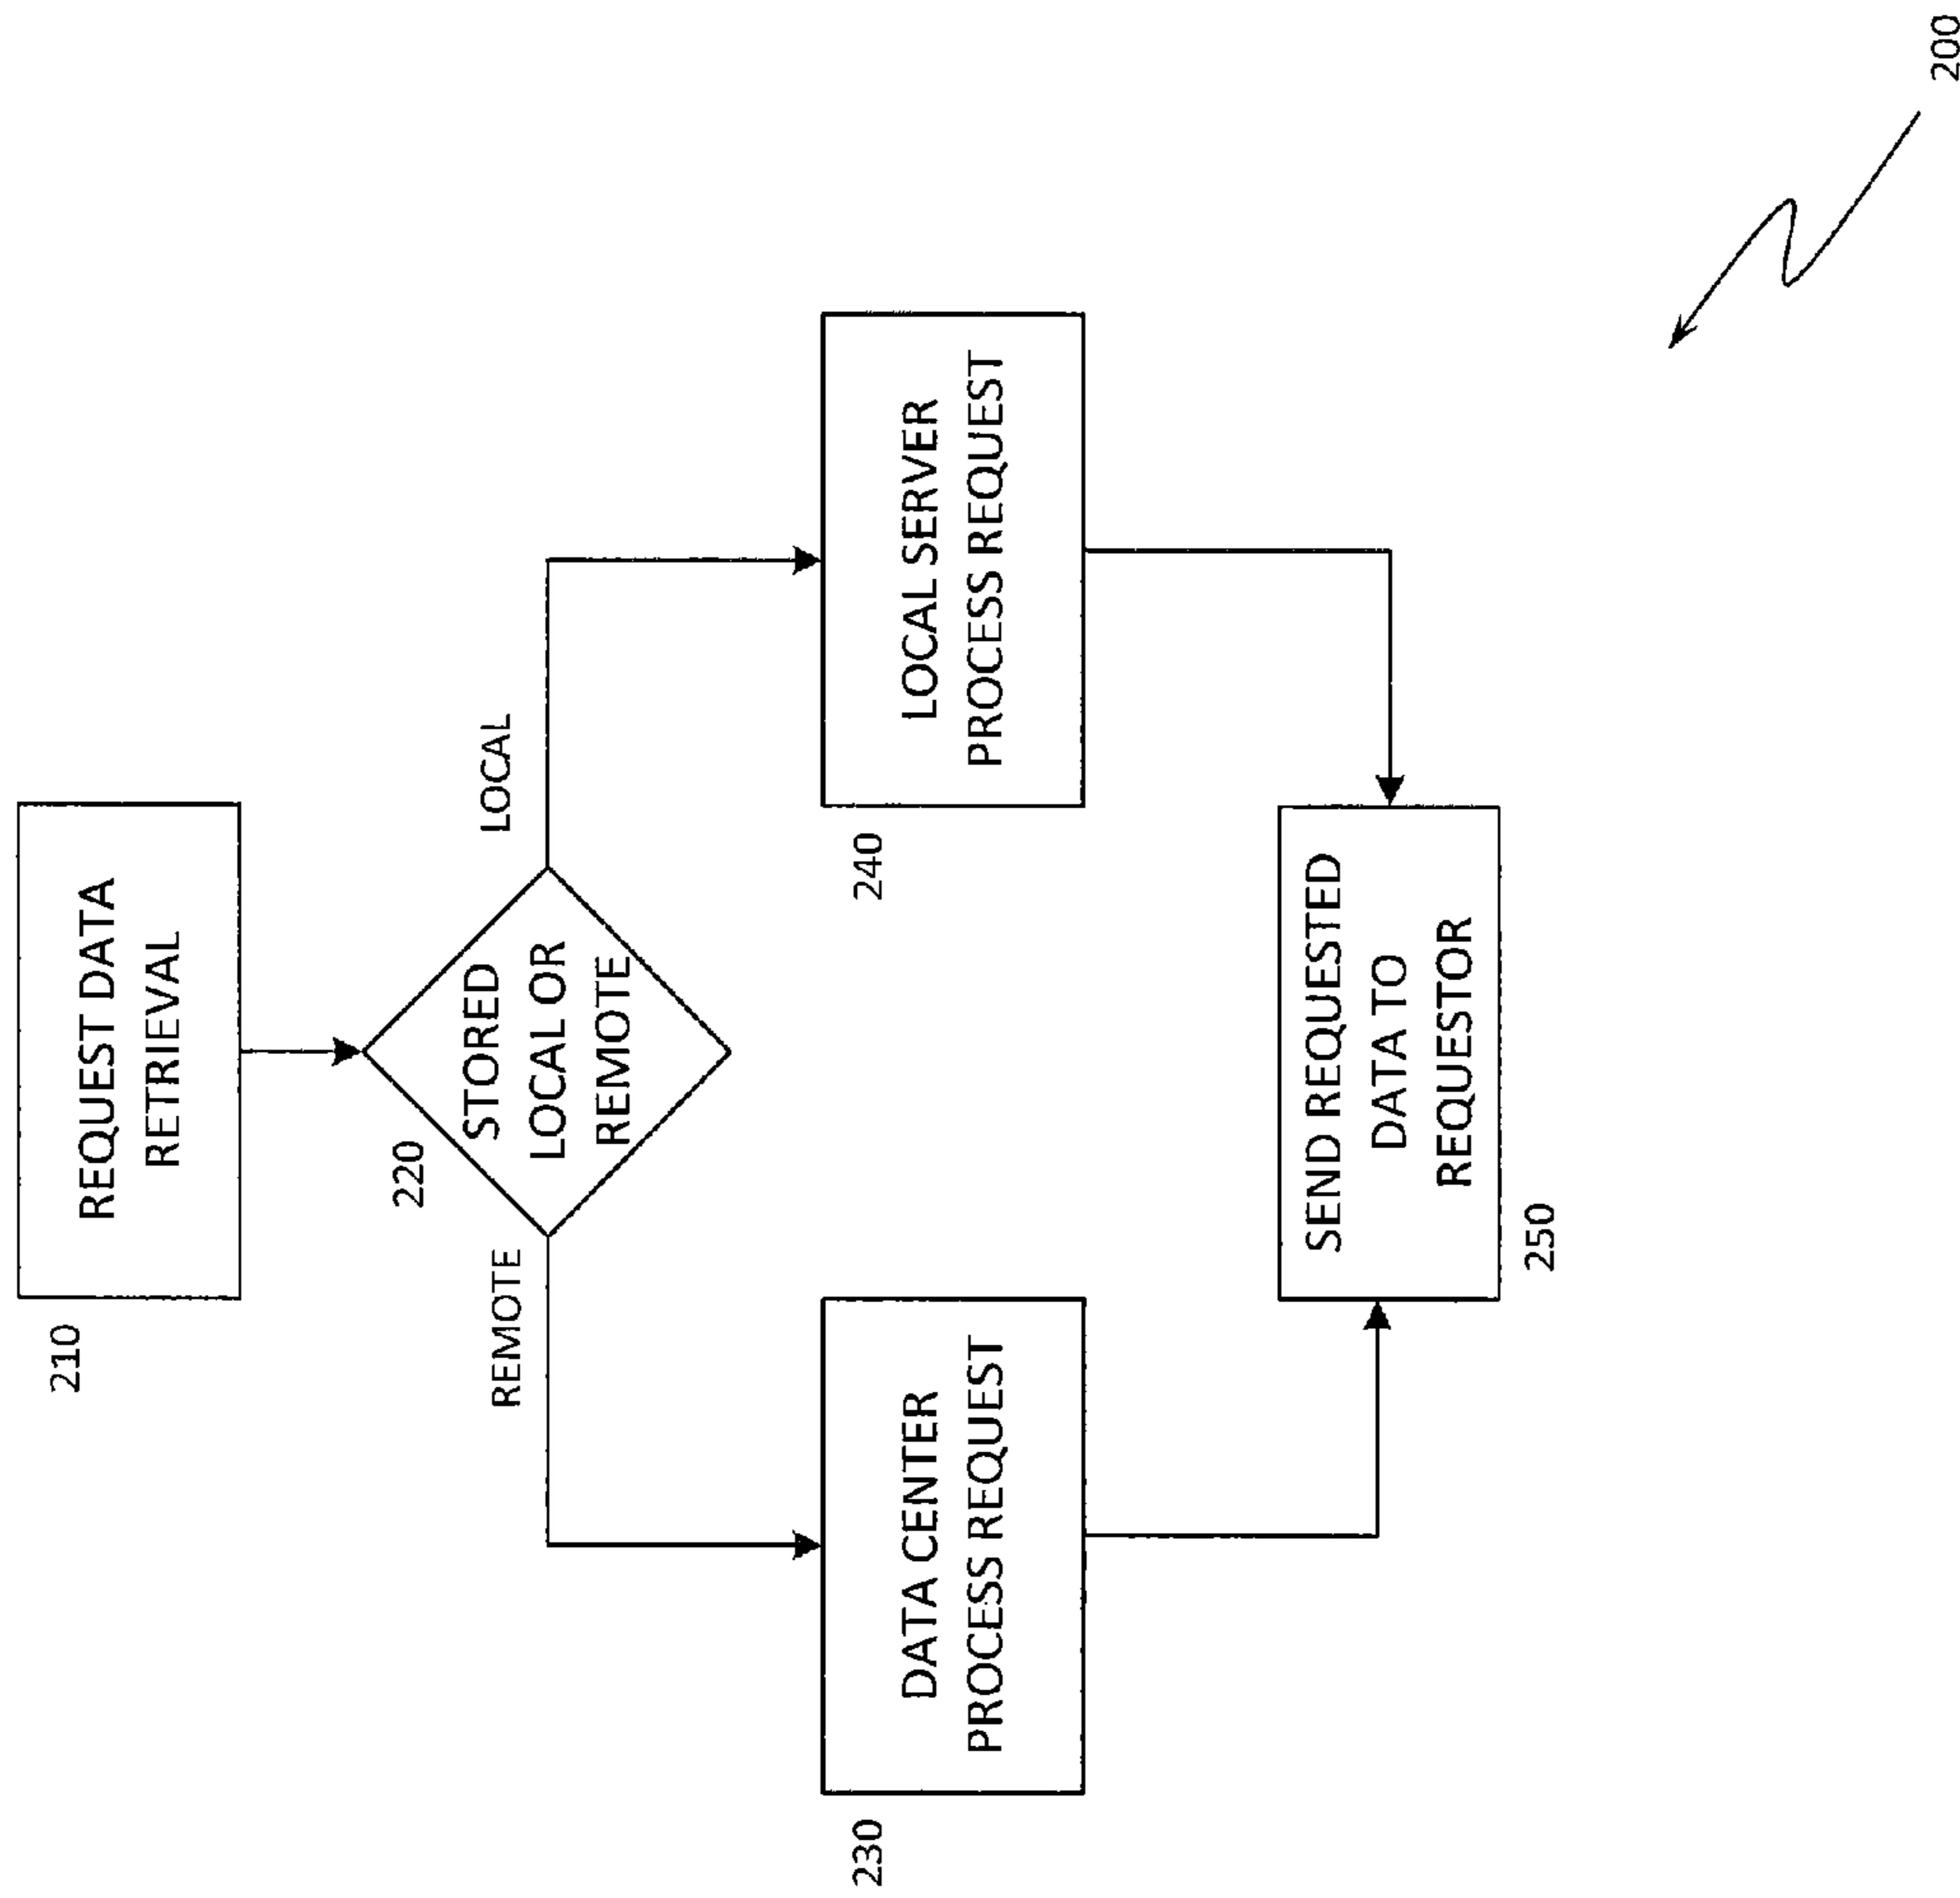 210
REQUEST DATA
RETRIEVAL
220
STORED
LOCAL OR
REMOTE
REMOTE
LOCAL
230
DATA CENTER
PROCESS REQUEST
240
LOCAL SERVER
PROCESS REQUEST
SEND REQUESTED
DATA TO
REQUESTOR
250
200